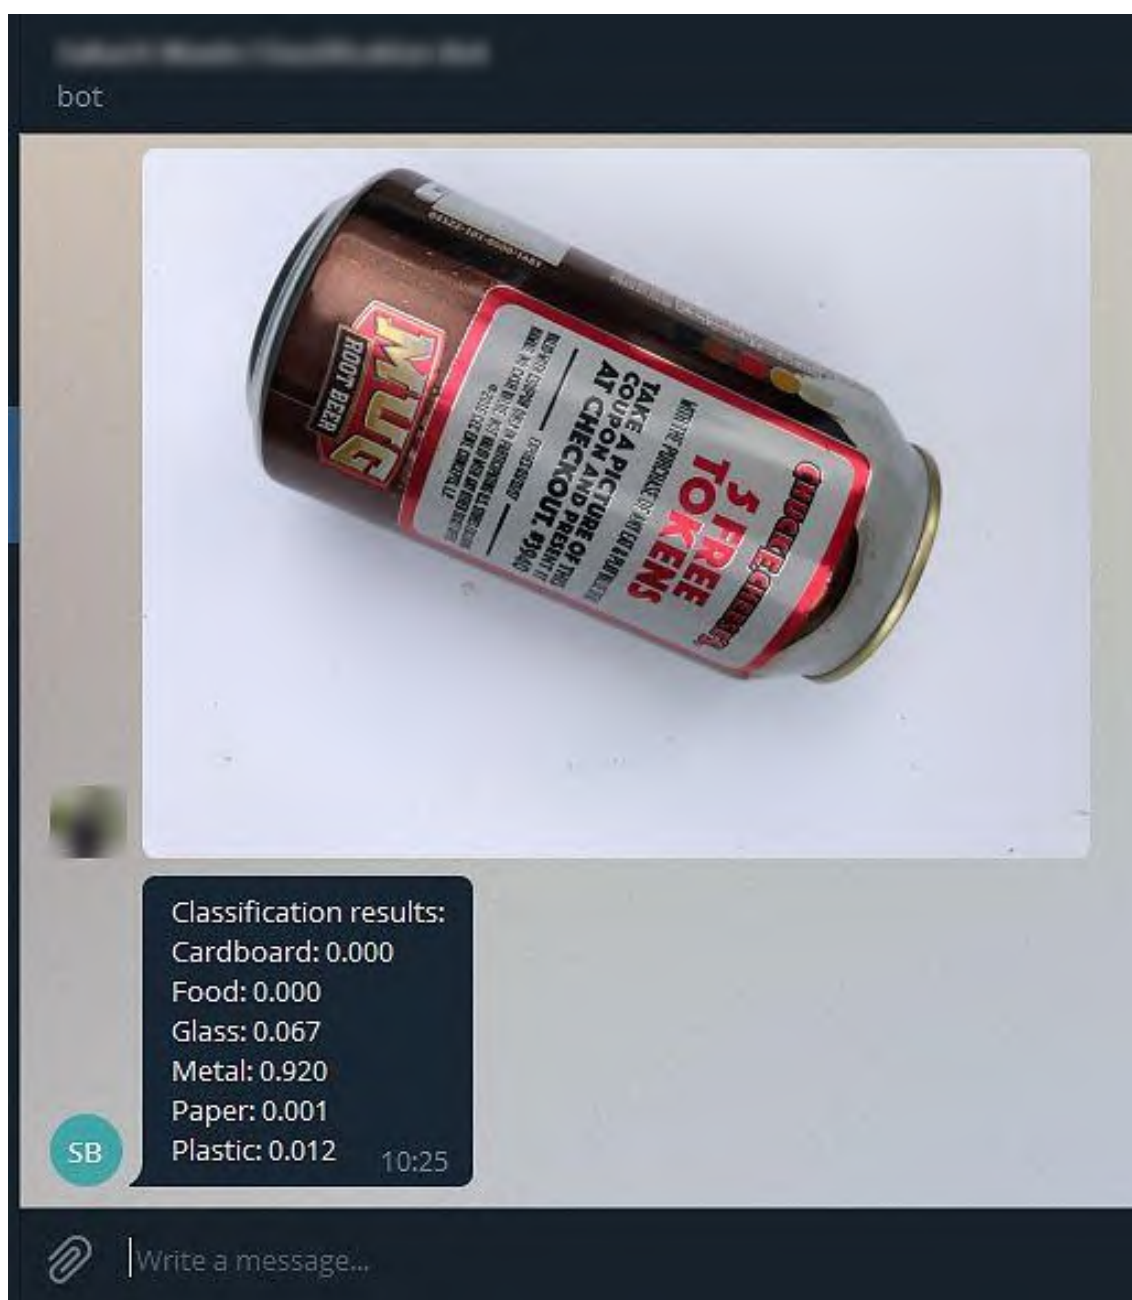 bot
MUG
ROOT BEER
CHUCK E. CHEESE'S
5 FREE
TOKENS
TAKE A PICTURE OF THIS
COUPON AND PRESENT IT
AT CHECKOUT. #3940
Classification results:
Cardboard: 0.000
Food: 0.000
Glass: 0.067
Metal: 0.920
Paper: 0.001
Plastic: 0.012
10:25
SB
Write a message...